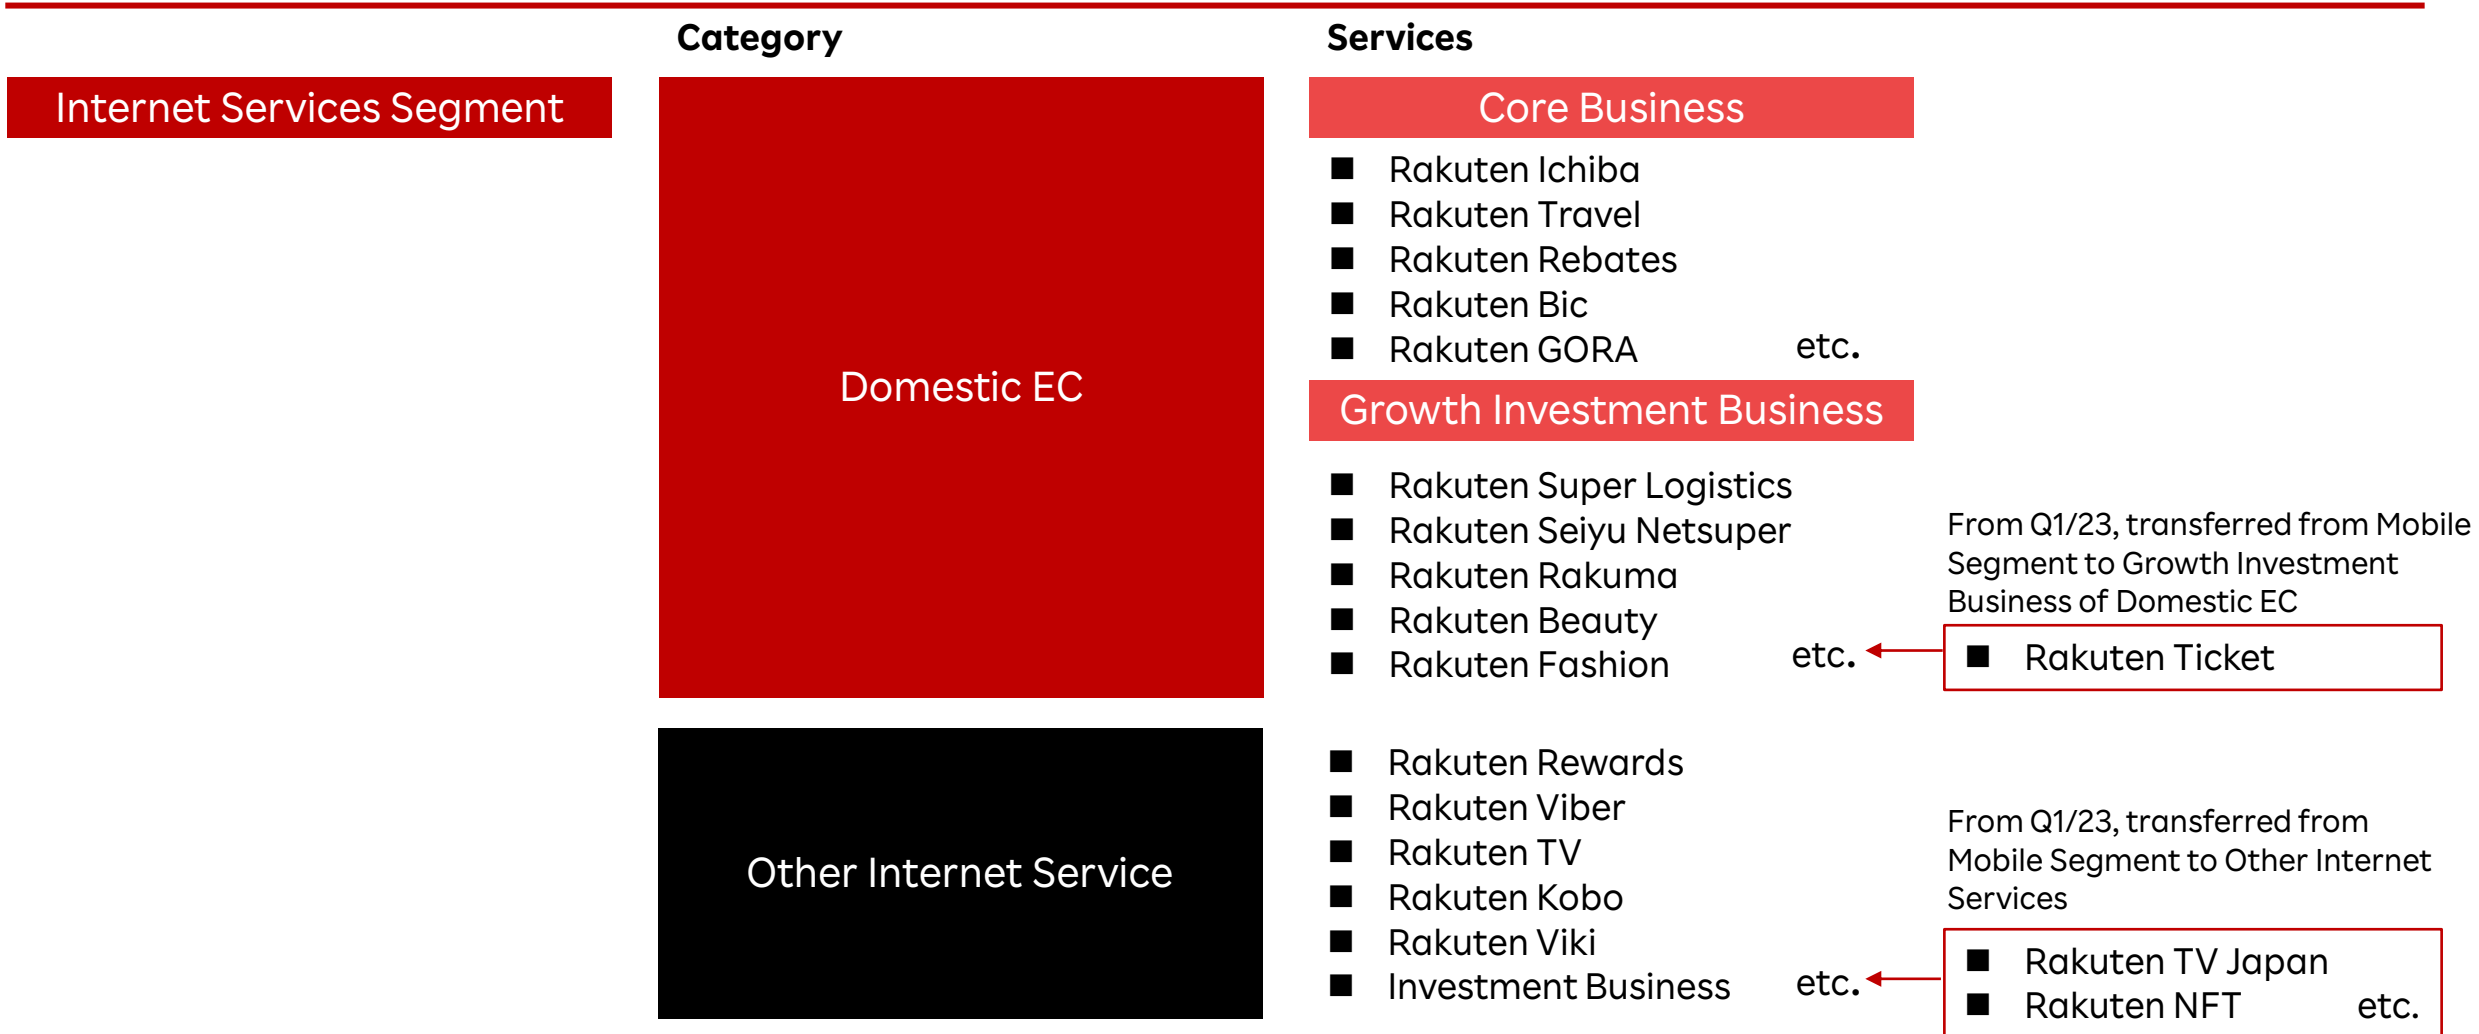 Category
Services
Internet Services Segment
Domestic EC
Core Business
■ Rakuten Ichiba
■ Rakuten Travel
■ Rakuten Rebates
■ Rakuten Bic
■ Rakuten GORA etc.
Growth Investment Business
■ Rakuten Super Logistics
■ Rakuten Seiyu Netsuper
■ Rakuten Rakuma
■ Rakuten Beauty
■ Rakuten Fashion etc.
From Q1/23, transferred from Mobile
Segment to Growth Investment
Business of Domestic EC
■ Rakuten Ticket
Other Internet Service
■ Rakuten Rewards
■ Rakuten Viber
■ Rakuten TV
■ Rakuten Kobo
■ Rakuten Viki
■ Investment Business etc.
From Q1/23, transferred from
Mobile Segment to Other Internet
Services
■ Rakuten TV Japan
■ Rakuten NFT etc.